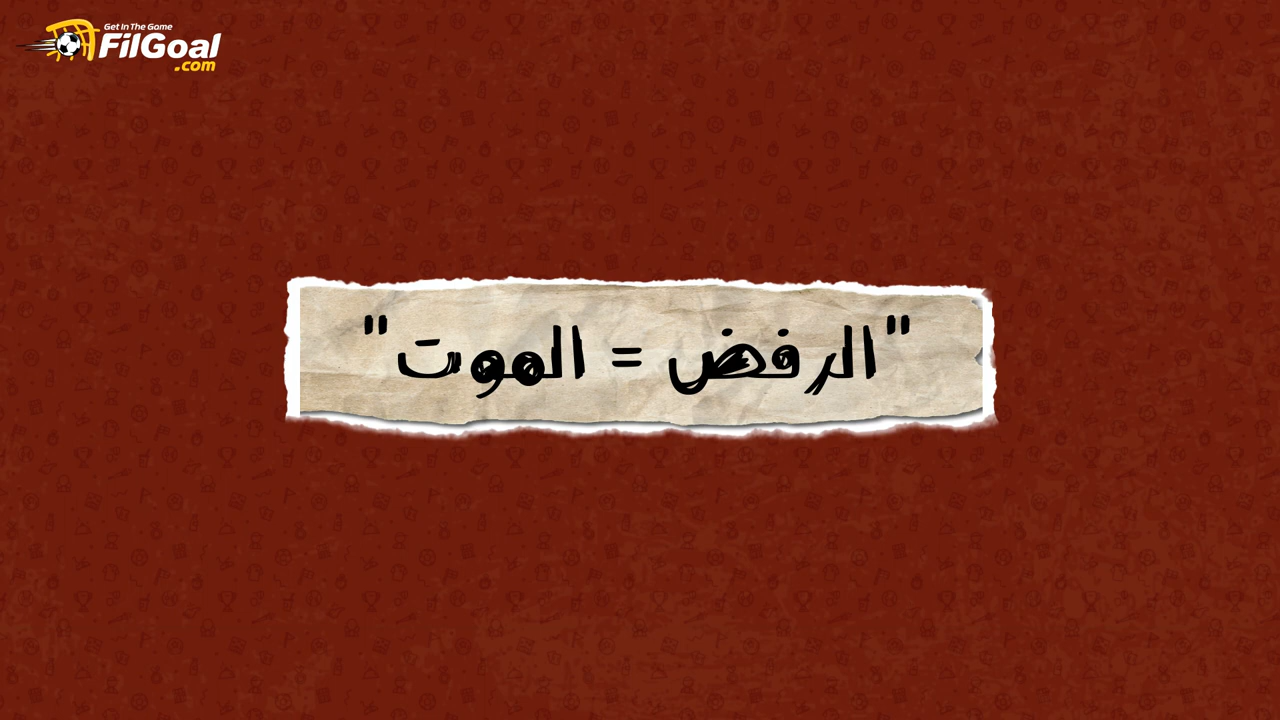 Get In The Game
FilGoal
.com
"الرفض = الموت"